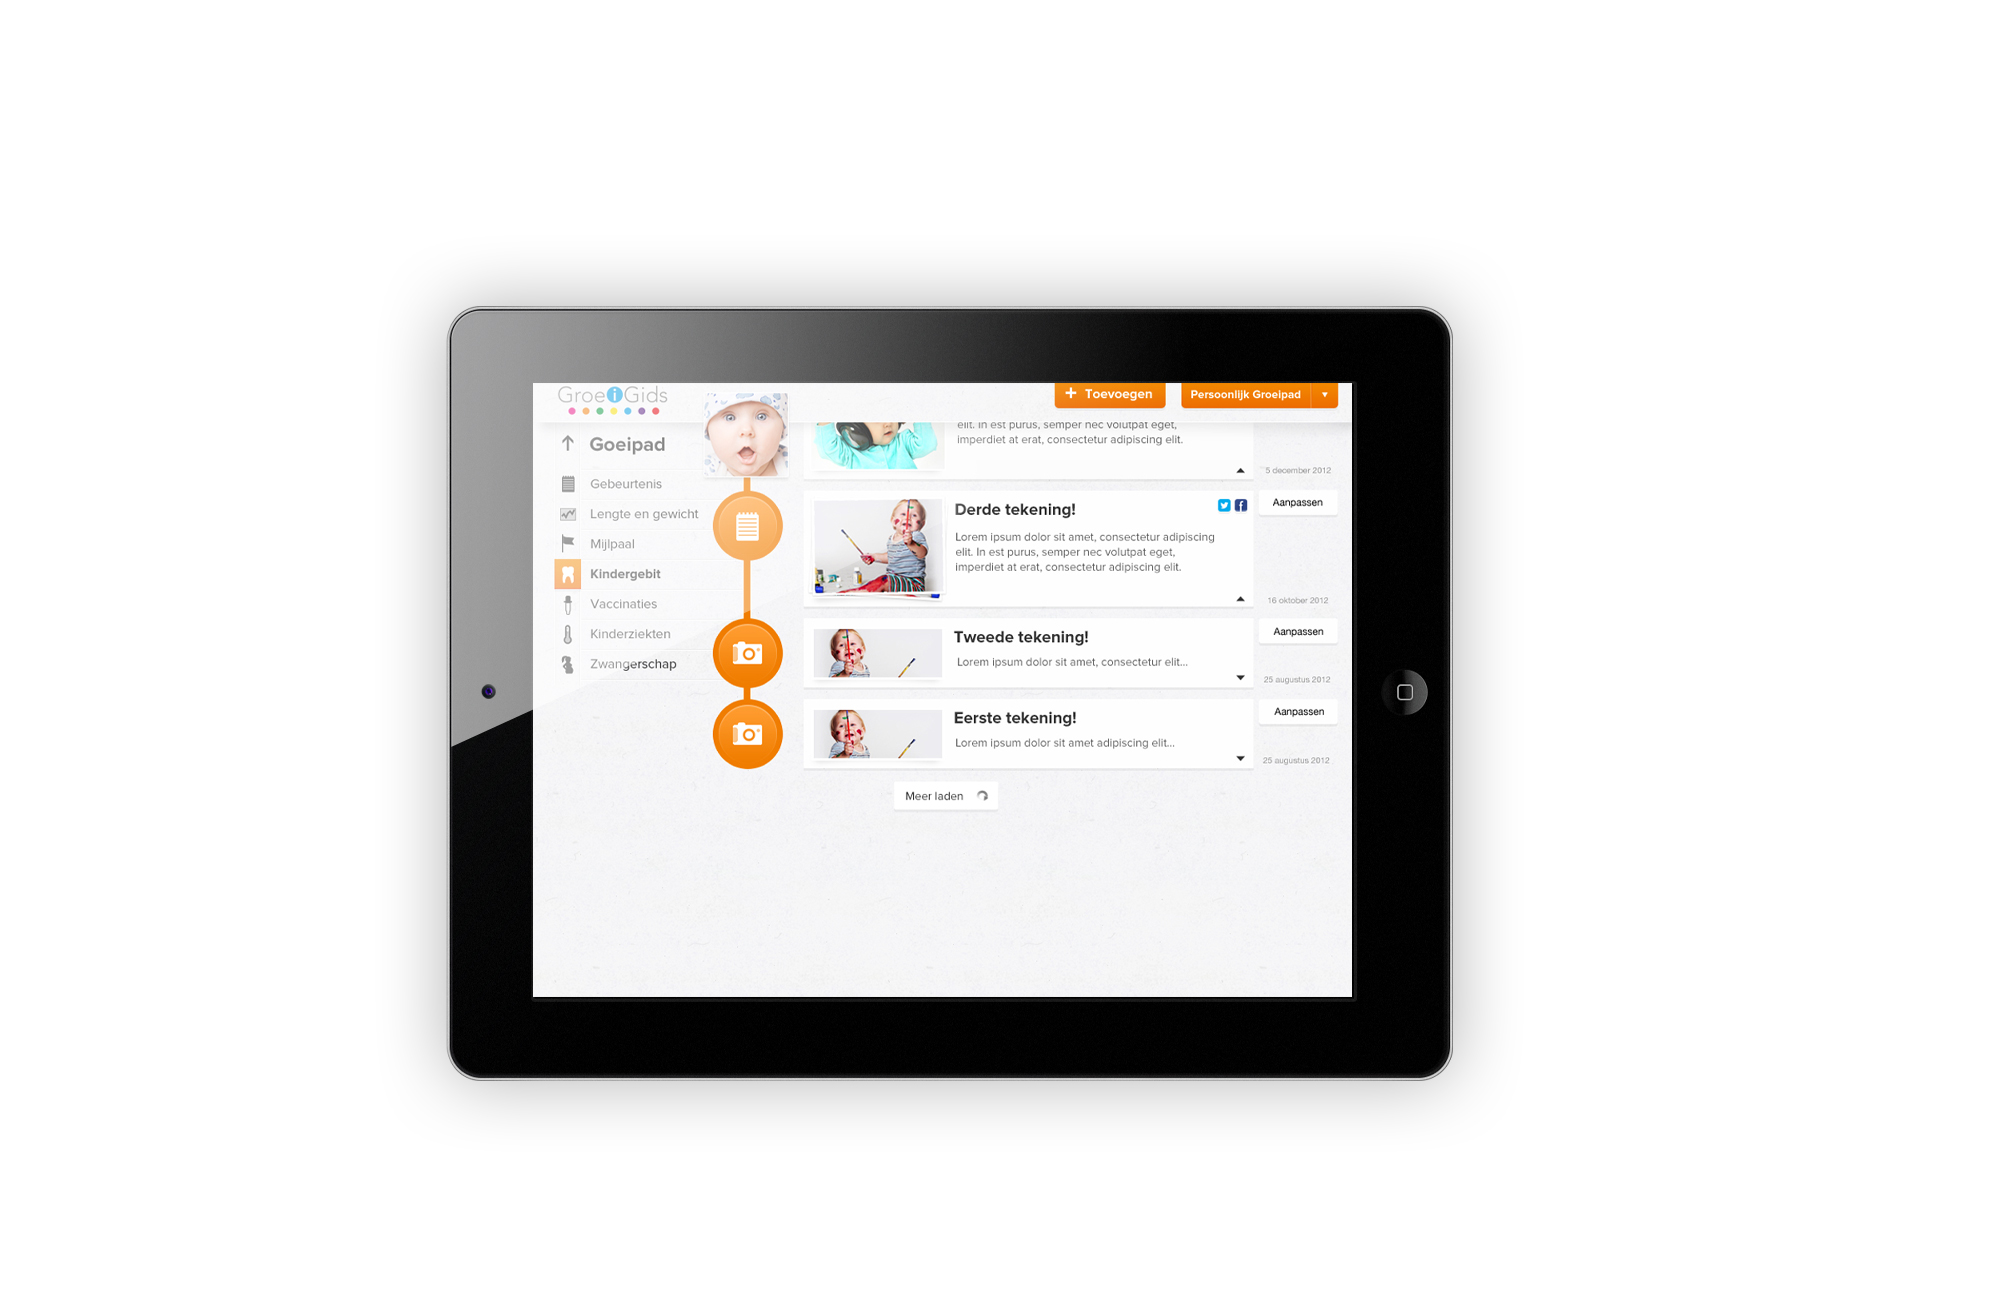 GroeiGids
+ Toevoegen
Persoonlijk Groeipad
Goeipad
Gebeurtenis
Lengte en gewicht
Mijlpaal
Kindergebit
Vaccinaties
Kinderziekten
Zwangerschap
elit. In est purus, semper nec volutpat eget,
imperdiet at erat, consectetur adipiscing elit.
5 december 2012
Derde tekening!
Lorem ipsum dolor sit amet, consectetur adipiscing
elit. In est purus, semper nec volutpat eget,
imperdiet at erat, consectetur adipiscing elit.
Aanpassen
16 oktober 2012
Tweede tekening!
Lorem ipsum dolor sit amet, consectetur elit...
Aanpassen
25 augustus 2012
Eerste tekening!
Lorem ipsum dolor sit amet adipiscing elit...
Aanpassen
25 augustus 2012
Meer laden